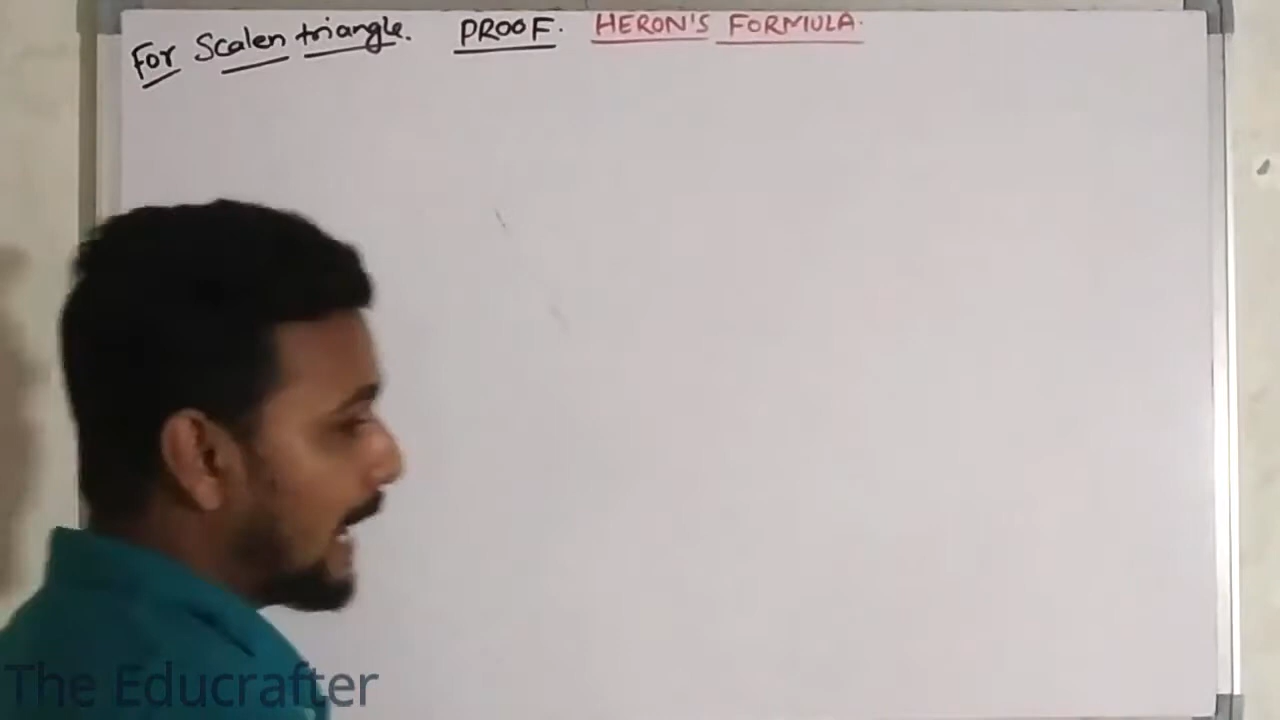 For Scalen triangle. PROOF. HERON'S FORMULA.
The Educrafter